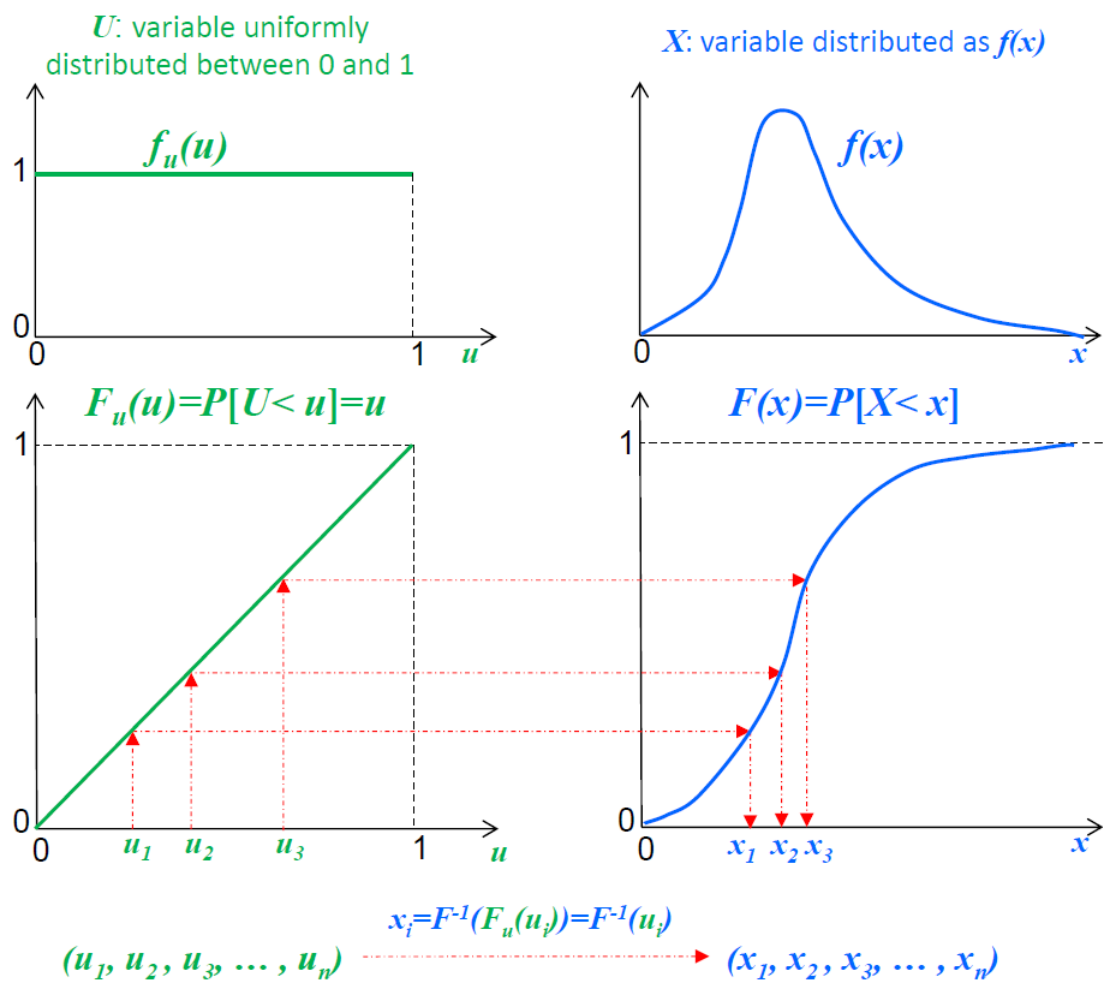 U: variable uniformly
distributed between 0 and 1
X: variable distributed as f(x)
fu(u)
1
0
0
1
u
f(x)
0
x
Fu(u)=P[U< u]=u
1
0
0
u1
u2
u3
1
u
F(x)=P[X< x]
1
0
0
x1
x2
x3
x
xi=F-1(Fu(ui))=F-1(ui)
(u1, u2 , u3, … , un)
(x1, x2 , x3, … , xn)